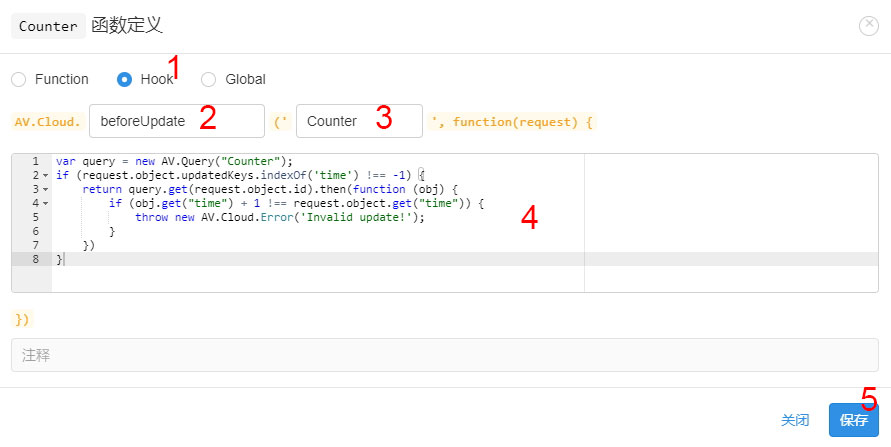 Counter 函数定义
Function Hook Global
1
AV.Cloud. beforeUpdate (' Counter ', function(request) {
2 3
1 var query = new AV.Query("Counter");
2 if (request.object.updatedKeys.indexOf('time') !== -1) {
3     return query.get(request.object.id).then(function (obj) {
4         if (obj.get("time") + 1 !== request.object.get("time")) {
5             throw new AV.Cloud.Error('Invalid update!');
6         }
7     })
8 }
4
})
注释
5
关闭 保存